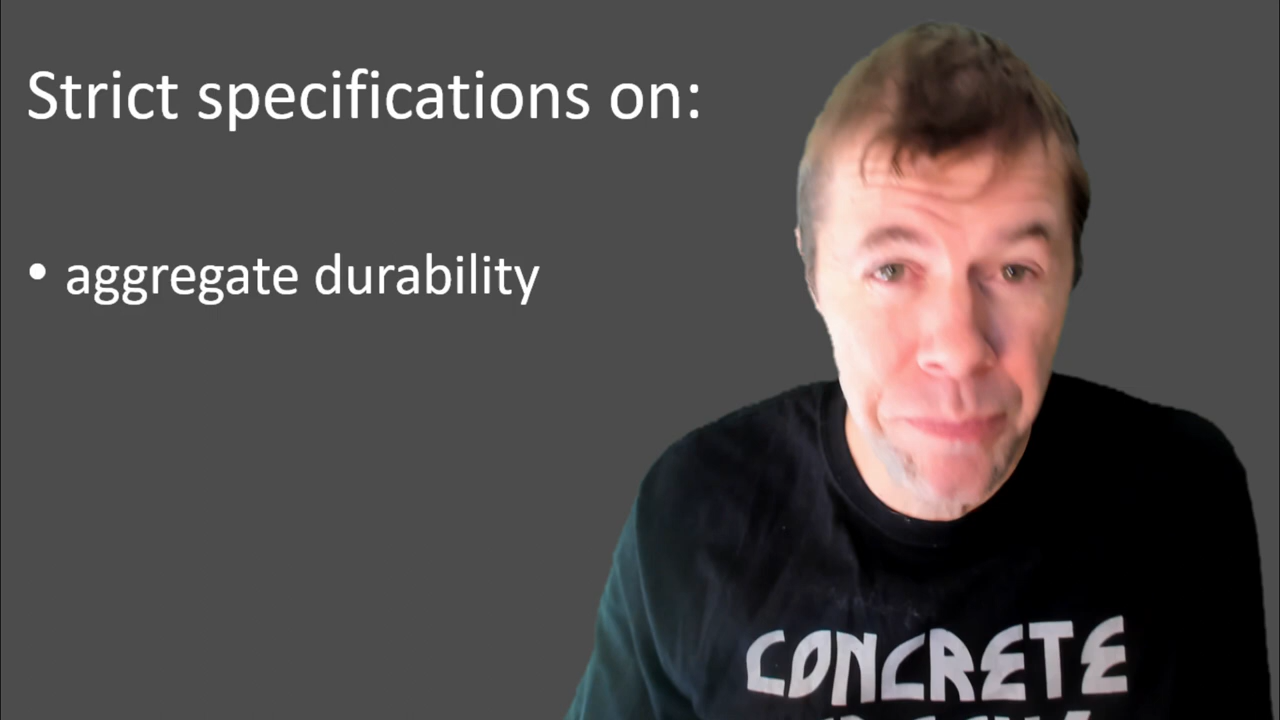 Strict specifications on:
• aggregate durability
CONCRETE